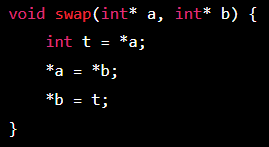 void swap(int* a, int* b) {
    int t = *a;
    *a = *b;
    *b = t;
}